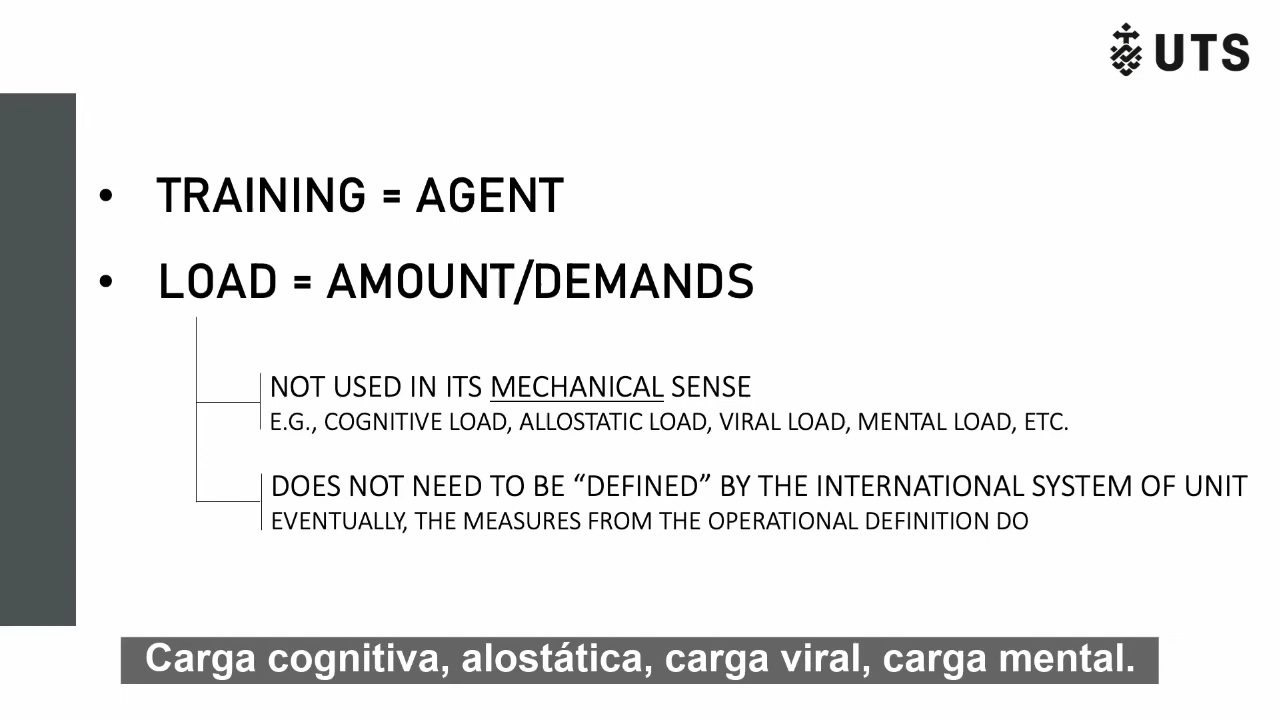 UTS
• TRAINING = AGENT
• LOAD = AMOUNT/DEMANDS
NOT USED IN ITS MECHANICAL SENSE
E.G., COGNITIVE LOAD, ALLOSTATIC LOAD, VIRAL LOAD, MENTAL LOAD, ETC.
DOES NOT NEED TO BE “DEFINED” BY THE INTERNATIONAL SYSTEM OF UNIT
EVENTUALLY, THE MEASURES FROM THE OPERATIONAL DEFINITION DO
Carga cognitiva, alostática, carga viral, carga mental.